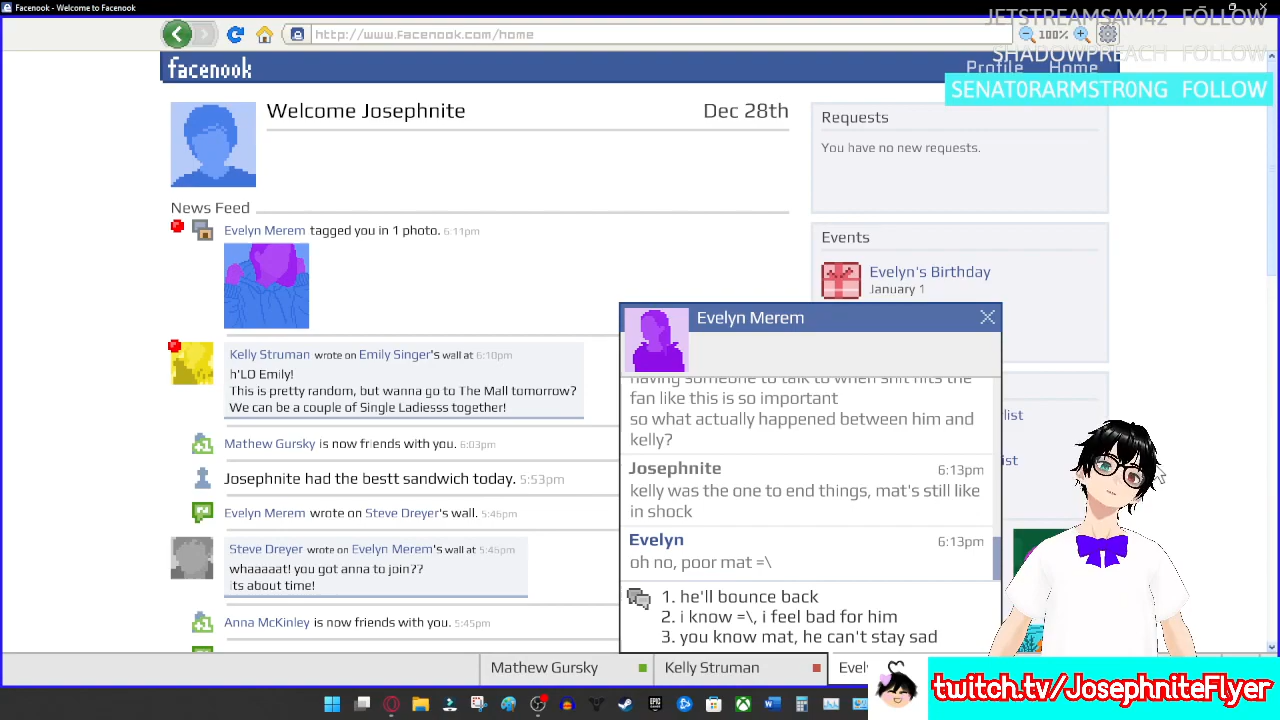 Facenook - Welcome to Facenook
JETSTREAMSAM42 FOLLOW
http://www.facenook.com/home
100%
SHADOWPREACH FOLLOW
facenook
Profile Home
SENAT0RARMSTR0NG FOLLOW
Welcome Josephnite
Dec 28th
Requests
You have no new requests.
News Feed
Evelyn Merem tagged you in 1 photo. 6:11pm
Events
Evelyn's Birthday
January 1
Kelly Struman wrote on Emily Singer's wall at 6:10pm
h'LO Emily!
This is pretty random, but wanna go to The Mall tomorrow?
We can be a couple of Single Ladiesss together!
Mathew Gursky is now friends with you. 6:03pm
Josephnite had the bestt sandwich today. 5:53pm
Evelyn Merem wrote on Steve Dreyer's wall. 5:46pm
Steve Dreyer wrote on Evelyn Merem's wall at 5:46pm
whaaaaat! you got anna to join??
its about time!
Anna McKinley is now friends with you. 5:45pm
Evelyn Merem
having someone to talk to when shit hits the
fan like this is so important
so what actually happened between him and
kelly?
Josephnite 6:13pm
kelly was the one to end things, mat's still like
in shock
Evelyn 6:13pm
oh no, poor mat =\
1. he'll bounce back
2. i know =\, i feel bad for him
3. you know mat, he can't stay sad
Mathew Gursky
Kelly Struman
twitch.tv/JosephniteFlyer